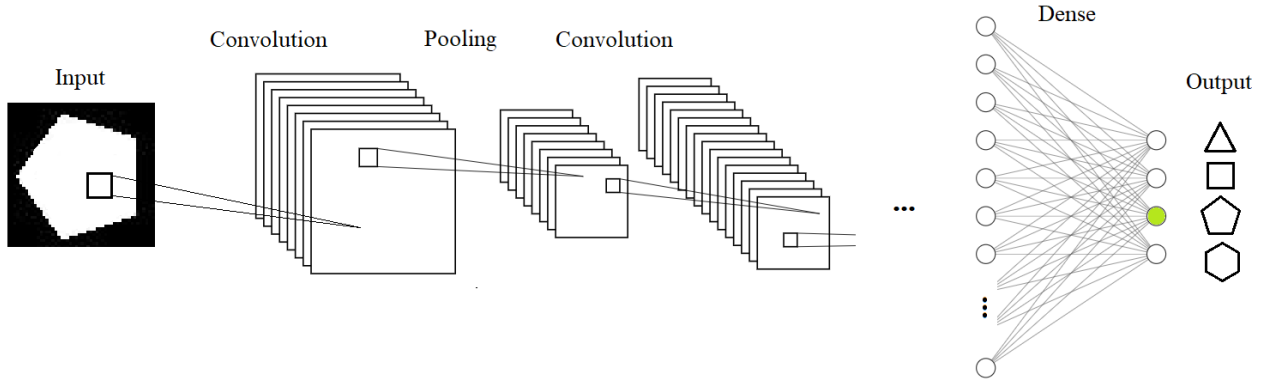 Input
Convolution
Pooling
Convolution
...
Dense
Output